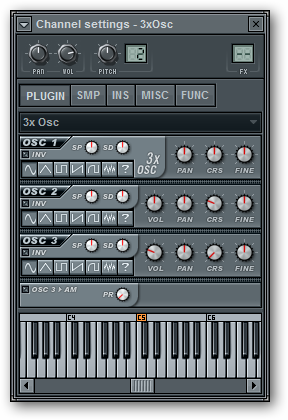 Channel settings - 3xOsc
PAN VOL PITCH 2 -- FX
PLUGIN SMP INS MISC FUNC
3x Osc
OSC 1 SP SD
INV
3x OSC
PAN CRS FINE
?
OSC 2 SP SD
INV
VOL PAN CRS FINE
?
OSC 3 SP SD
INV
VOL PAN CRS FINE
?
OSC 3 ▸ AM PR
C4 C5 C6